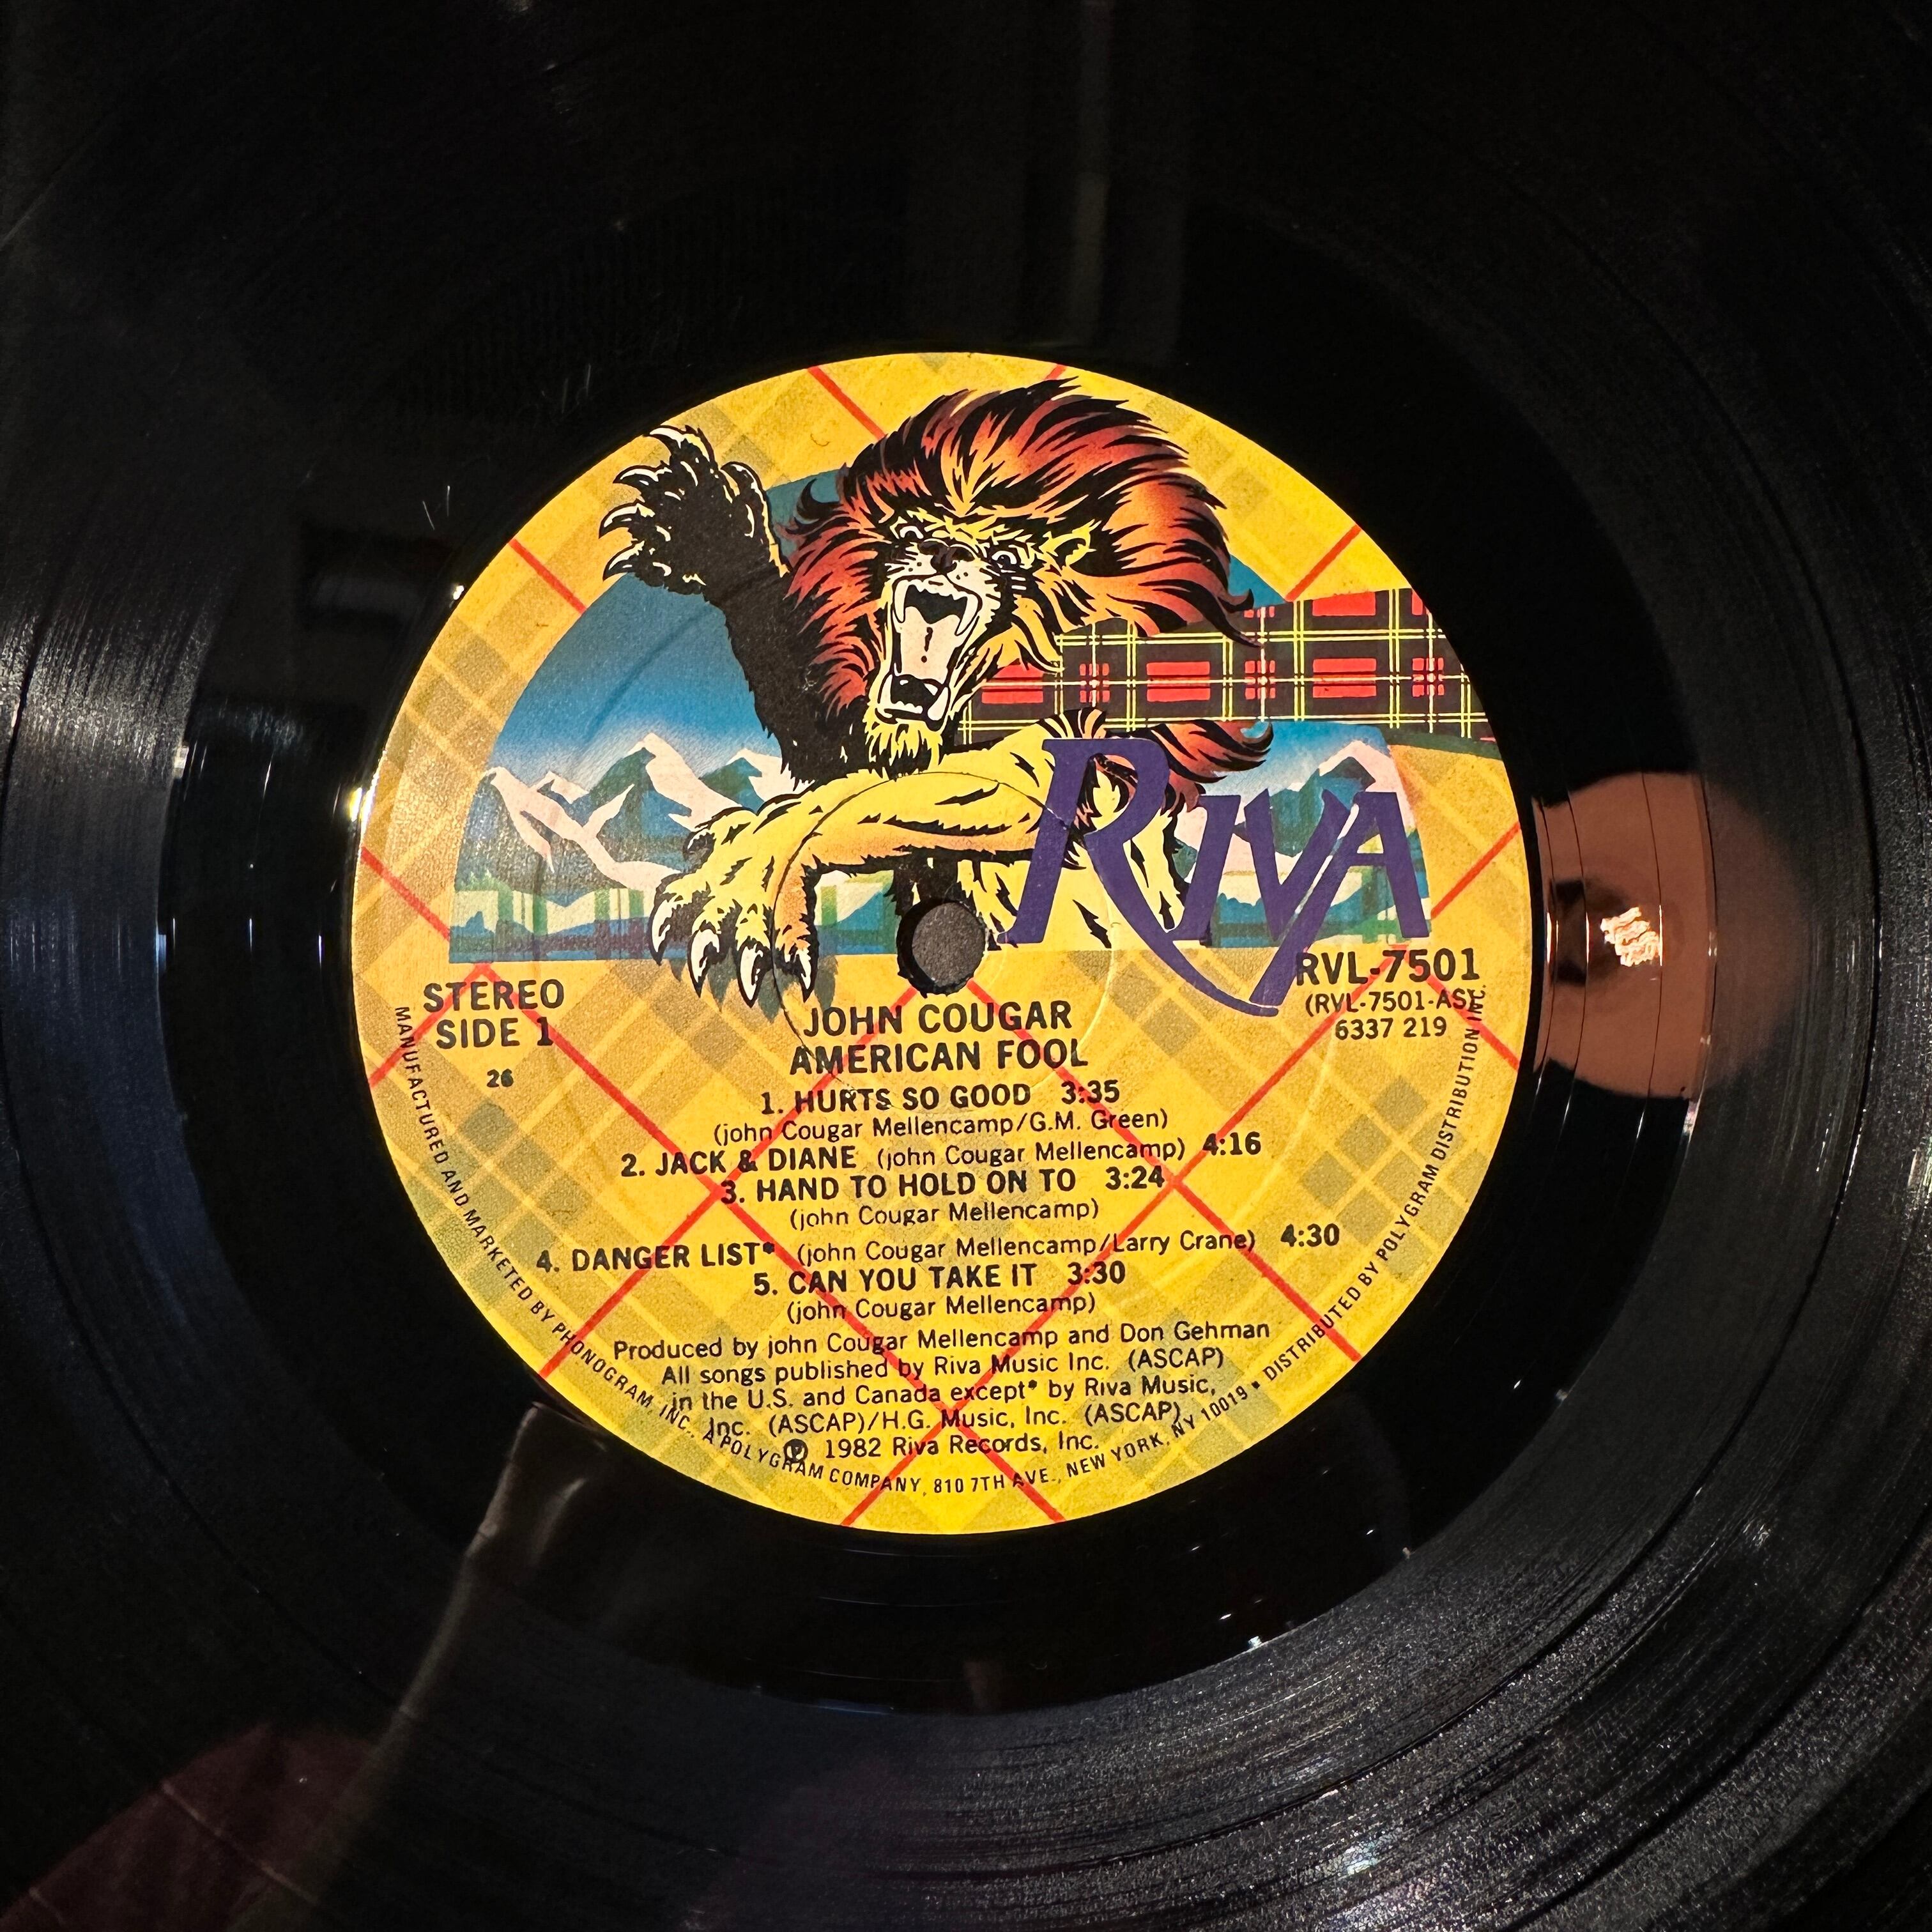 RIVA
STEREO
SIDE 1
26
RVL-7501
(RVL-7501-AS)
6337 219
JOHN COUGAR
AMERICAN FOOL
1. HURTS SO GOOD 3:35
(john Cougar Mellencamp/G.M. Green)
2. JACK & DIANE (john Cougar Mellencamp) 4:16
3. HAND TO HOLD ON TO 3:24
(john Cougar Mellencamp)
4. DANGER LIST* (john Cougar Mellencamp/Larry Crane) 4:30
5. CAN YOU TAKE IT 3:30
(john Cougar Mellencamp)
Produced by john Cougar Mellencamp and Don Gehman
All songs published by Riva Music Inc. (ASCAP)
in the U.S. and Canada except* by Riva Music,
Inc. (ASCAP)/H.G. Music, Inc. (ASCAP)
℗ 1982 Riva Records, Inc.
MANUFACTURED AND MARKETED BY PHONOGRAM, INC., A POLYGRAM COMPANY, 810 7TH AVE., NEW YORK, NY 10019 • DISTRIBUTED BY POLYGRAM DISTRIBUTION INC.